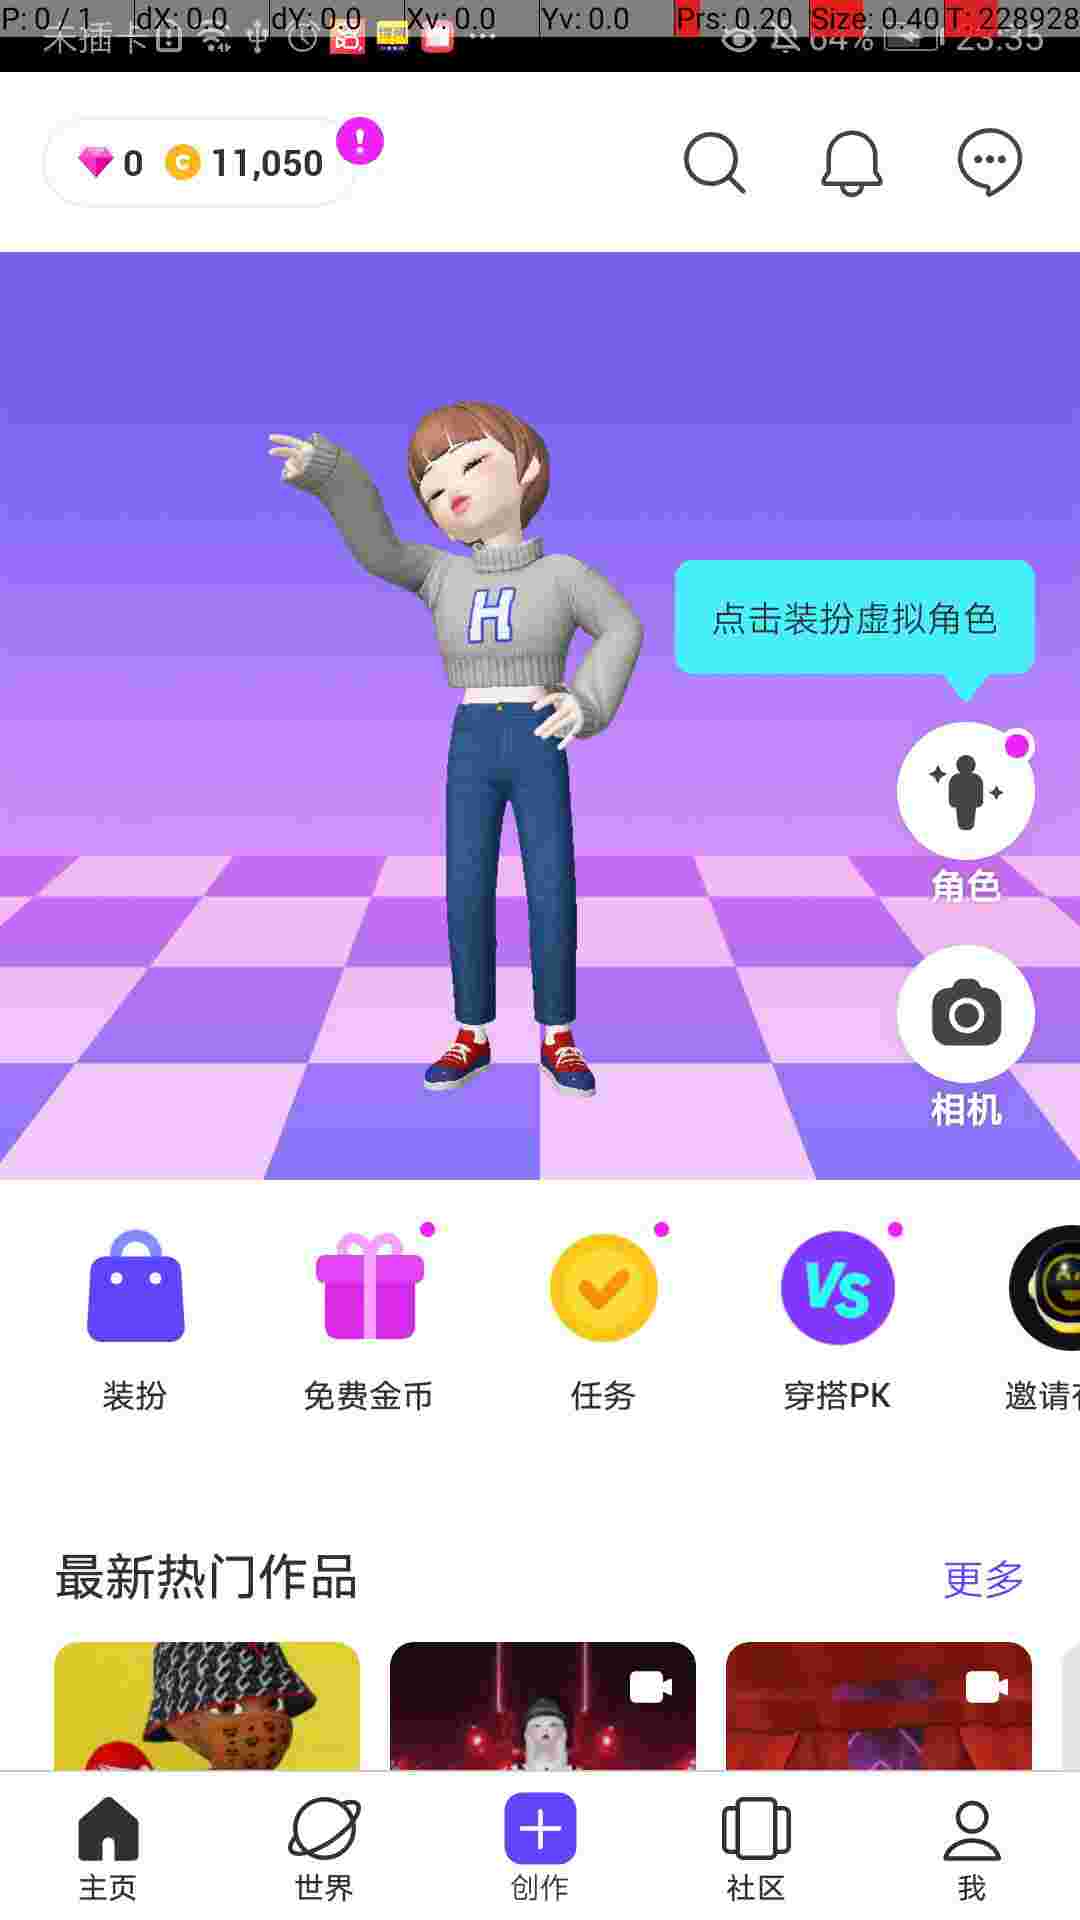 P: 0 / 1 dX: 0.0 dY: 0.0 Xv: 0.0 Yv: 0.0 Prs: 0.20 Size: 0.40 T: 228928
未插卡 64% 23:35
0 11,050
H
点击装扮虚拟角色
角色
相机
VS
装扮 免费金币 任务 穿搭PK 邀请
最新热门作品 更多
主页 世界 创作 社区 我